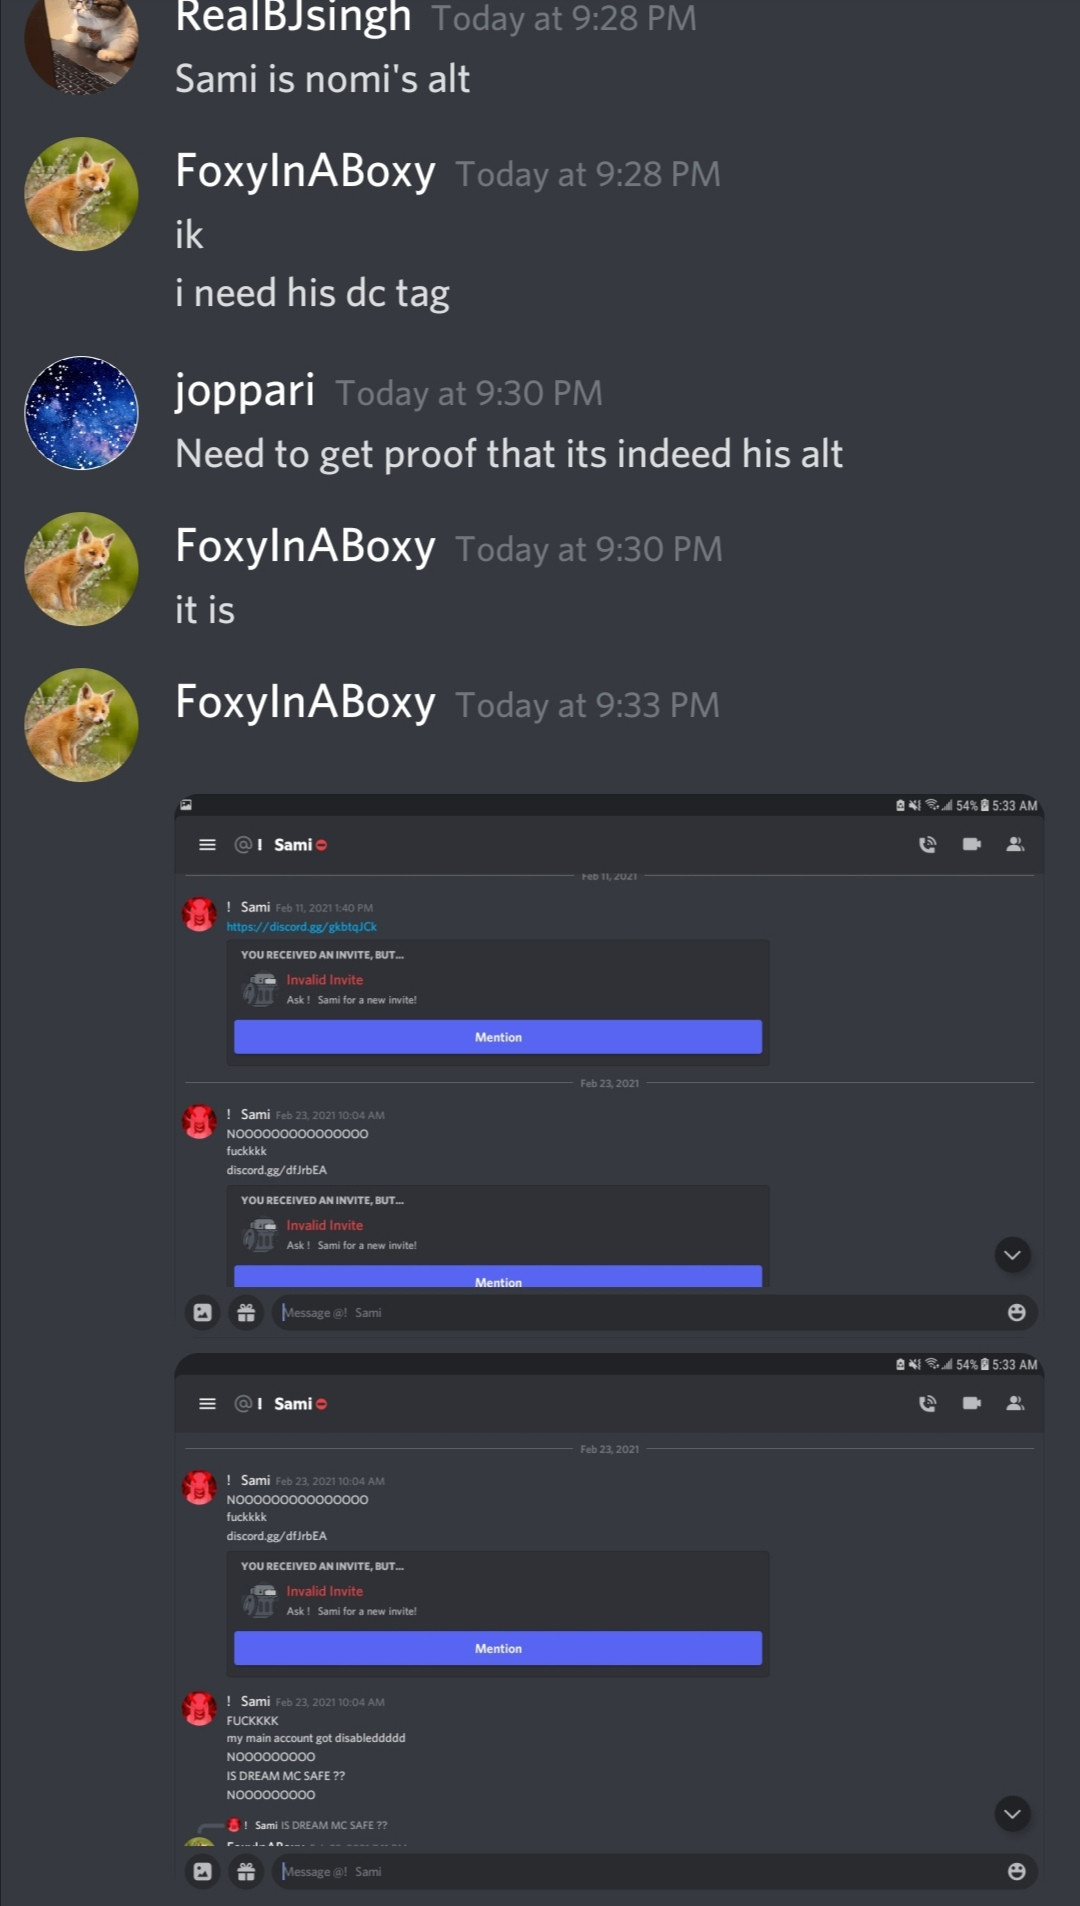 RealBJsingh Today at 9:28 PM
Sami is nomi's alt
FoxyInABoxy Today at 9:28 PM
ik
i need his dc tag
joppari Today at 9:30 PM
Need to get proof that its indeed his alt
FoxyInABoxy Today at 9:30 PM
it is
FoxyInABoxy Today at 9:33 PM
54% 5:33 AM
@ ! Sami
Feb 11, 2021
! Sami Feb 11, 2021 1:40 PM
https://discord.gg/gkbtqJCk
YOU RECEIVED AN INVITE, BUT...
Invalid Invite
Ask ! Sami for a new invite!
Mention
Feb 23, 2021
! Sami Feb 23, 2021 10:04 AM
NOOOOOOOOOOOOOOO
fuckkkk
discord.gg/dfJrbEA
YOU RECEIVED AN INVITE, BUT...
Invalid Invite
Ask ! Sami for a new invite!
Mention
Message @! Sami
54% 5:33 AM
@ ! Sami
Feb 23, 2021
! Sami Feb 23, 2021 10:04 AM
NOOOOOOOOOOOOOOO
fuckkkk
discord.gg/dfJrbEA
YOU RECEIVED AN INVITE, BUT...
Invalid Invite
Ask ! Sami for a new invite!
Mention
! Sami Feb 23, 2021 10:04 AM
FUCKKKK
my main account got disableddddd
NOOOOOOOOO
IS DREAM MC SAFE ??
NOOOOOOOOO
! Sami IS DREAM MC SAFE ??
FoxyInABoxy
Message @! Sami